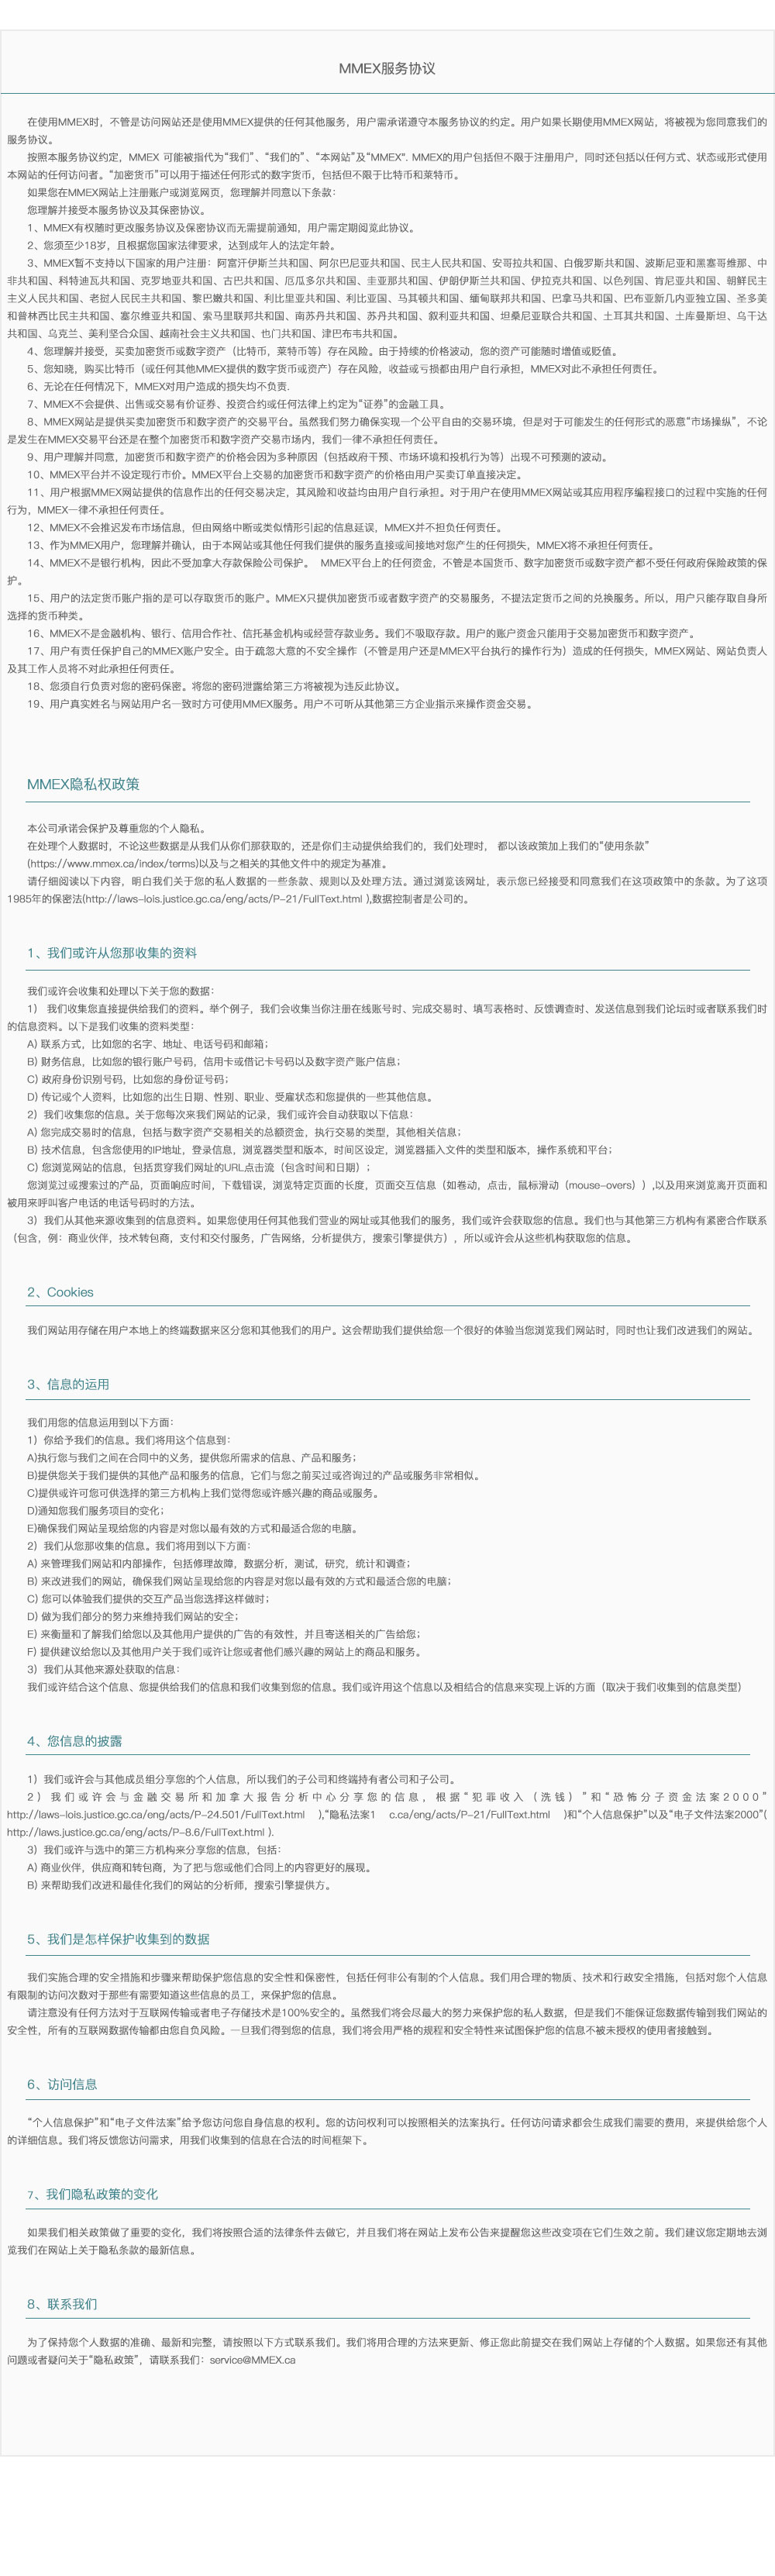 MMEX服务协议
在使用MMEX时，不管是访问网站还是使用MMEX提供的任何其他服务，用户需承诺遵守本服务协议的约定。用户如果长期使用MMEX网站，将被视为您同意我们的
服务协议。
按照本服务协议约定，MMEX 可能被指代为“我们”、“我们的”、“本网站”及“MMEX“. MMEX的用户包括但不限于注册用户，同时还包括以任何方式、状态或形式使用
本网站的任何访问者。“加密货币”可以用于描述任何形式的数字货币，包括但不限于比特币和莱特币。
如果您在MMEX网站上注册账户或浏览网页，您理解并同意以下条款：
您理解并接受本服务协议及其保密协议。
1、MMEX有权随时更改服务协议及保密协议而无需提前通知，用户需定期阅览此协议。
2、您须至少18岁，且根据您国家法律要求，达到成年人的法定年龄。
3、MMEX暂不支持以下国家的用户注册：阿富汗伊斯兰共和国、阿尔巴尼亚共和国、民主人民共和国、安哥拉共和国、白俄罗斯共和国、波斯尼亚和黑塞哥维那、中
非共和国、科特迪瓦共和国、克罗地亚共和国、古巴共和国、厄瓜多尔共和国、圭亚那共和国、伊朗伊斯兰共和国、伊拉克共和国、以色列国、肯尼亚共和国、朝鲜民主
主义人民共和国、老挝人民民主共和国、黎巴嫩共和国、利比里亚共和国、利比亚国、马其顿共和国、缅甸联邦共和国、巴拿马共和国、巴布亚新几内亚独立国、圣多美
和普林西比民主共和国、塞尔维亚共和国、索马里联邦共和国、南苏丹共和国、苏丹共和国、叙利亚共和国、坦桑尼亚联合共和国、土耳其共和国、土库曼斯坦、乌干达
共和国、乌克兰、美利坚合众国、越南社会主义共和国、也门共和国、津巴布韦共和国。
4、您理解并接受，买卖加密货币或数字资产（比特币，莱特币等）存在风险。由于持续的价格波动，您的资产可能随时增值或贬值。
5、您知晓，购买比特币（或任何其他MMEX提供的数字货币或资产）存在风险，收益或亏损都由用户自行承担，MMEX对此不承担任何责任。
6、无论在任何情况下，MMEX对用户造成的损失均不负责.
7、MMEX不会提供、出售或交易有价证券、投资合约或任何法律上约定为“证券”的金融工具。
8、MMEX网站是提供买卖加密货币和数字资产的交易平台。虽然我们努力确保实现一个公平自由的交易环境，但是对于可能发生的任何形式的恶意“市场操纵”，不论
是发生在MMEX交易平台还是在整个加密货币和数字资产交易市场内，我们一律不承担任何责任。
9、用户理解并同意，加密货币和数字资产的价格会因为多种原因（包括政府干预、市场环境和投机行为等）出现不可预测的波动。
10、MMEX平台并不设定现行市价。MMEX平台上交易的加密货币和数字资产的价格由用户买卖订单直接决定。
11、用户根据MMEX网站提供的信息作出的任何交易决定，其风险和收益均由用户自行承担。对于用户在使用MMEX网站或其应用程序编程接口的过程中实施的任何
行为，MMEX一律不承担任何责任。
12、MMEX不会推迟发布市场信息，但由网络中断或类似情形引起的信息延误，MMEX并不担负任何责任。
13、作为MMEX用户，您理解并确认，由于本网站或其他任何我们提供的服务直接或间接地对您产生的任何损失，MMEX将不承担任何责任。
14、MMEX不是银行机构，因此不受加拿大存款保险公司保护。 MMEX平台上的任何资金，不管是本国货币、数字加密货币或数字资产都不受任何政府保险政策的保
护。
15、用户的法定货币账户指的是可以存取货币的账户。MMEX只提供加密货币或者数字资产的交易服务，不提法定货币之间的兑换服务。所以，用户只能存取自身所
选择的货币种类。
16、MMEX不是金融机构、银行、信用合作社、信托基金机构或经营存款业务。我们不吸取存款。用户的账户资金只能用于交易加密货币和数字资产。
17、用户有责任保护自己的MMEX账户安全。由于疏忽大意的不安全操作（不管是用户还是MMEX平台执行的操作行为）造成的任何损失，MMEX网站、网站负责人
及其工作人员将不对此承担任何责任。
18、您须自行负责对您的密码保密。将您的密码泄露给第三方将被视为违反此协议。
19、用户真实姓名与网站用户名一致时方可使用MMEX服务。用户不可听从其他第三方企业指示来操作资金交易。
MMEX隐私权政策
本公司承诺会保护及尊重您的个人隐私。
在处理个人数据时，不论这些数据是从我们从你们那获取的，还是你们主动提供给我们的，我们处理时， 都以该政策加上我们的“使用条款”
(https://www.mmex.ca/index/terms)以及与之相关的其他文件中的规定为基准。
请仔细阅读以下内容，明白我们关于您的私人数据的一些条款、规则以及处理方法。通过浏览该网址，表示您已经接受和同意我们在这项政策中的条款。为了这项
1985年的保密法(http://laws-lois.justice.gc.ca/eng/acts/P-21/FullText.html ),数据控制者是公司的。
1、我们或许从您那收集的资料
我们或许会收集和处理以下关于您的数据：
1） 我们收集您直接提供给我们的资料。举个例子，我们会收集当你注册在线账号时、完成交易时、填写表格时、反馈调查时、发送信息到我们论坛时或者联系我们时
的信息资料。以下是我们收集的资料类型：
A) 联系方式，比如您的名字、地址、电话号码和邮箱；
B) 财务信息，比如您的银行账户号码，信用卡或借记卡号码以及数字资产账户信息；
C) 政府身份识别号码，比如您的身份证号码；
D) 传记或个人资料，比如您的出生日期、性别、职业、受雇状态和您提供的一些其他信息。
2）我们收集您的信息。关于您每次来我们网站的记录，我们或许会自动获取以下信息：
A) 您完成交易时的信息，包括与数字资产交易相关的总额资金，执行交易的类型，其他相关信息；
B) 技术信息，包含您使用的IP地址，登录信息，浏览器类型和版本，时间区设定，浏览器插入文件的类型和版本，操作系统和平台；
C) 您浏览网站的信息，包括贯穿我们网址的URL点击流（包含时间和日期）；
您浏览过或搜索过的产品，页面响应时间，下载错误，浏览特定页面的长度，页面交互信息（如卷动，点击，鼠标滑动（mouse-overs））,以及用来浏览离开页面和
被用来呼叫客户电话的电话号码时的方法。
3）我们从其他来源收集到的信息资料。如果您使用任何其他我们营业的网址或其他我们的服务，我们或许会获取您的信息。我们也与其他第三方机构有紧密合作联系
（包含，例：商业伙伴，技术转包商，支付和交付服务，广告网络，分析提供方，搜索引擎提供方），所以或许会从这些机构获取您的信息。
2、Cookies
我们网站用存储在用户本地上的终端数据来区分您和其他我们的用户。这会帮助我们提供给您一个很好的体验当您浏览我们网站时，同时也让我们改进我们的网站。
3、信息的运用
我们用您的信息运用到以下方面：
1）你给予我们的信息。我们将用这个信息到：
A)执行您与我们之间在合同中的义务，提供您所需求的信息、产品和服务；
B)提供您关于我们提供的其他产品和服务的信息，它们与您之前买过或咨询过的产品或服务非常相似。
C)提供或许可您可供选择的第三方机构上我们觉得您或许感兴趣的商品或服务。
D)通知您我们服务项目的变化；
E)确保我们网站呈现给您的内容是对您以最有效的方式和最适合您的电脑。
2）我们从您那收集的信息。我们将用到以下方面：
A) 来管理我们网站和内部操作，包括修理故障，数据分析，测试，研究，统计和调查；
B) 来改进我们的网站，确保我们网站呈现给您的内容是对您以最有效的方式和最适合您的电脑；
C) 您可以体验我们提供的交互产品当您选择这样做时；
D) 做为我们部分的努力来维持我们网站的安全；
E) 来衡量和了解我们给您以及其他用户提供的广告的有效性，并且寄送相关的广告给您；
F) 提供建议给您以及其他用户关于我们或许让您或者他们感兴趣的网站上的商品和服务。
3）我们从其他来源处获取的信息：
我们或许结合这个信息、您提供给我们的信息和我们收集到您的信息。我们或许用这个信息以及相结合的信息来实现上诉的方面（取决于我们收集到的信息类型）
4、您信息的披露
1）我们或许会与其他成员组分享您的个人信息，所以我们的子公司和终端持有者公司和子公司。
2）我们或许会与金融交易所和加拿大报告分析中心分享您的信息，根据“犯罪收入（洗钱）”和“恐怖分子资金法案2000”
http://laws-lois.justice.gc.ca/eng/acts/P-24.501/FullText.html ),“隐私法案1 c.ca/eng/acts/P-21/FullText.html )和“个人信息保护”以及“电子文件法案2000”(
http://laws.justice.gc.ca/eng/acts/P-8.6/FullText.html ).
3）我们或许与选中的第三方机构来分享您的信息，包括：
A) 商业伙伴，供应商和转包商，为了把与您或他们合同上的内容更好的展现。
B) 来帮助我们改进和最佳化我们的网站的分析师，搜索引擎提供方。
5、我们是怎样保护收集到的数据
我们实施合理的安全措施和步骤来帮助保护您信息的安全性和保密性，包括任何非公有制的个人信息。我们用合理的物质、技术和行政安全措施，包括对您个人信息
有限制的访问次数对于那些有需要知道这些信息的员工，来保护您的信息。
请注意没有任何方法对于互联网传输或者电子存储技术是100%安全的。虽然我们将会尽最大的努力来保护您的私人数据，但是我们不能保证您数据传输到我们网站的
安全性，所有的互联网数据传输都由您自负风险。一旦我们得到您的信息，我们将会用严格的规程和安全特性来试图保护您的信息不被未授权的使用者接触到。
6、访问信息
“个人信息保护”和“电子文件法案”给予您访问您自身信息的权利。您的访问权利可以按照相关的法案执行。任何访问请求都会生成我们需要的费用，来提供给您个人
的详细信息。我们将反馈您访问需求，用我们收集到的信息在合法的时间框架下。
7、我们隐私政策的变化
如果我们相关政策做了重要的变化，我们将按照合适的法律条件去做它，并且我们将在网站上发布公告来提醒您这些改变项在它们生效之前。我们建议您定期地去浏
览我们在网站上关于隐私条款的最新信息。
8、联系我们
为了保持您个人数据的准确、最新和完整，请按照以下方式联系我们。我们将用合理的方法来更新、修正您此前提交在我们网站上存储的个人数据。如果您还有其他
问题或者疑问关于“隐私政策”，请联系我们：service@MMEX.ca